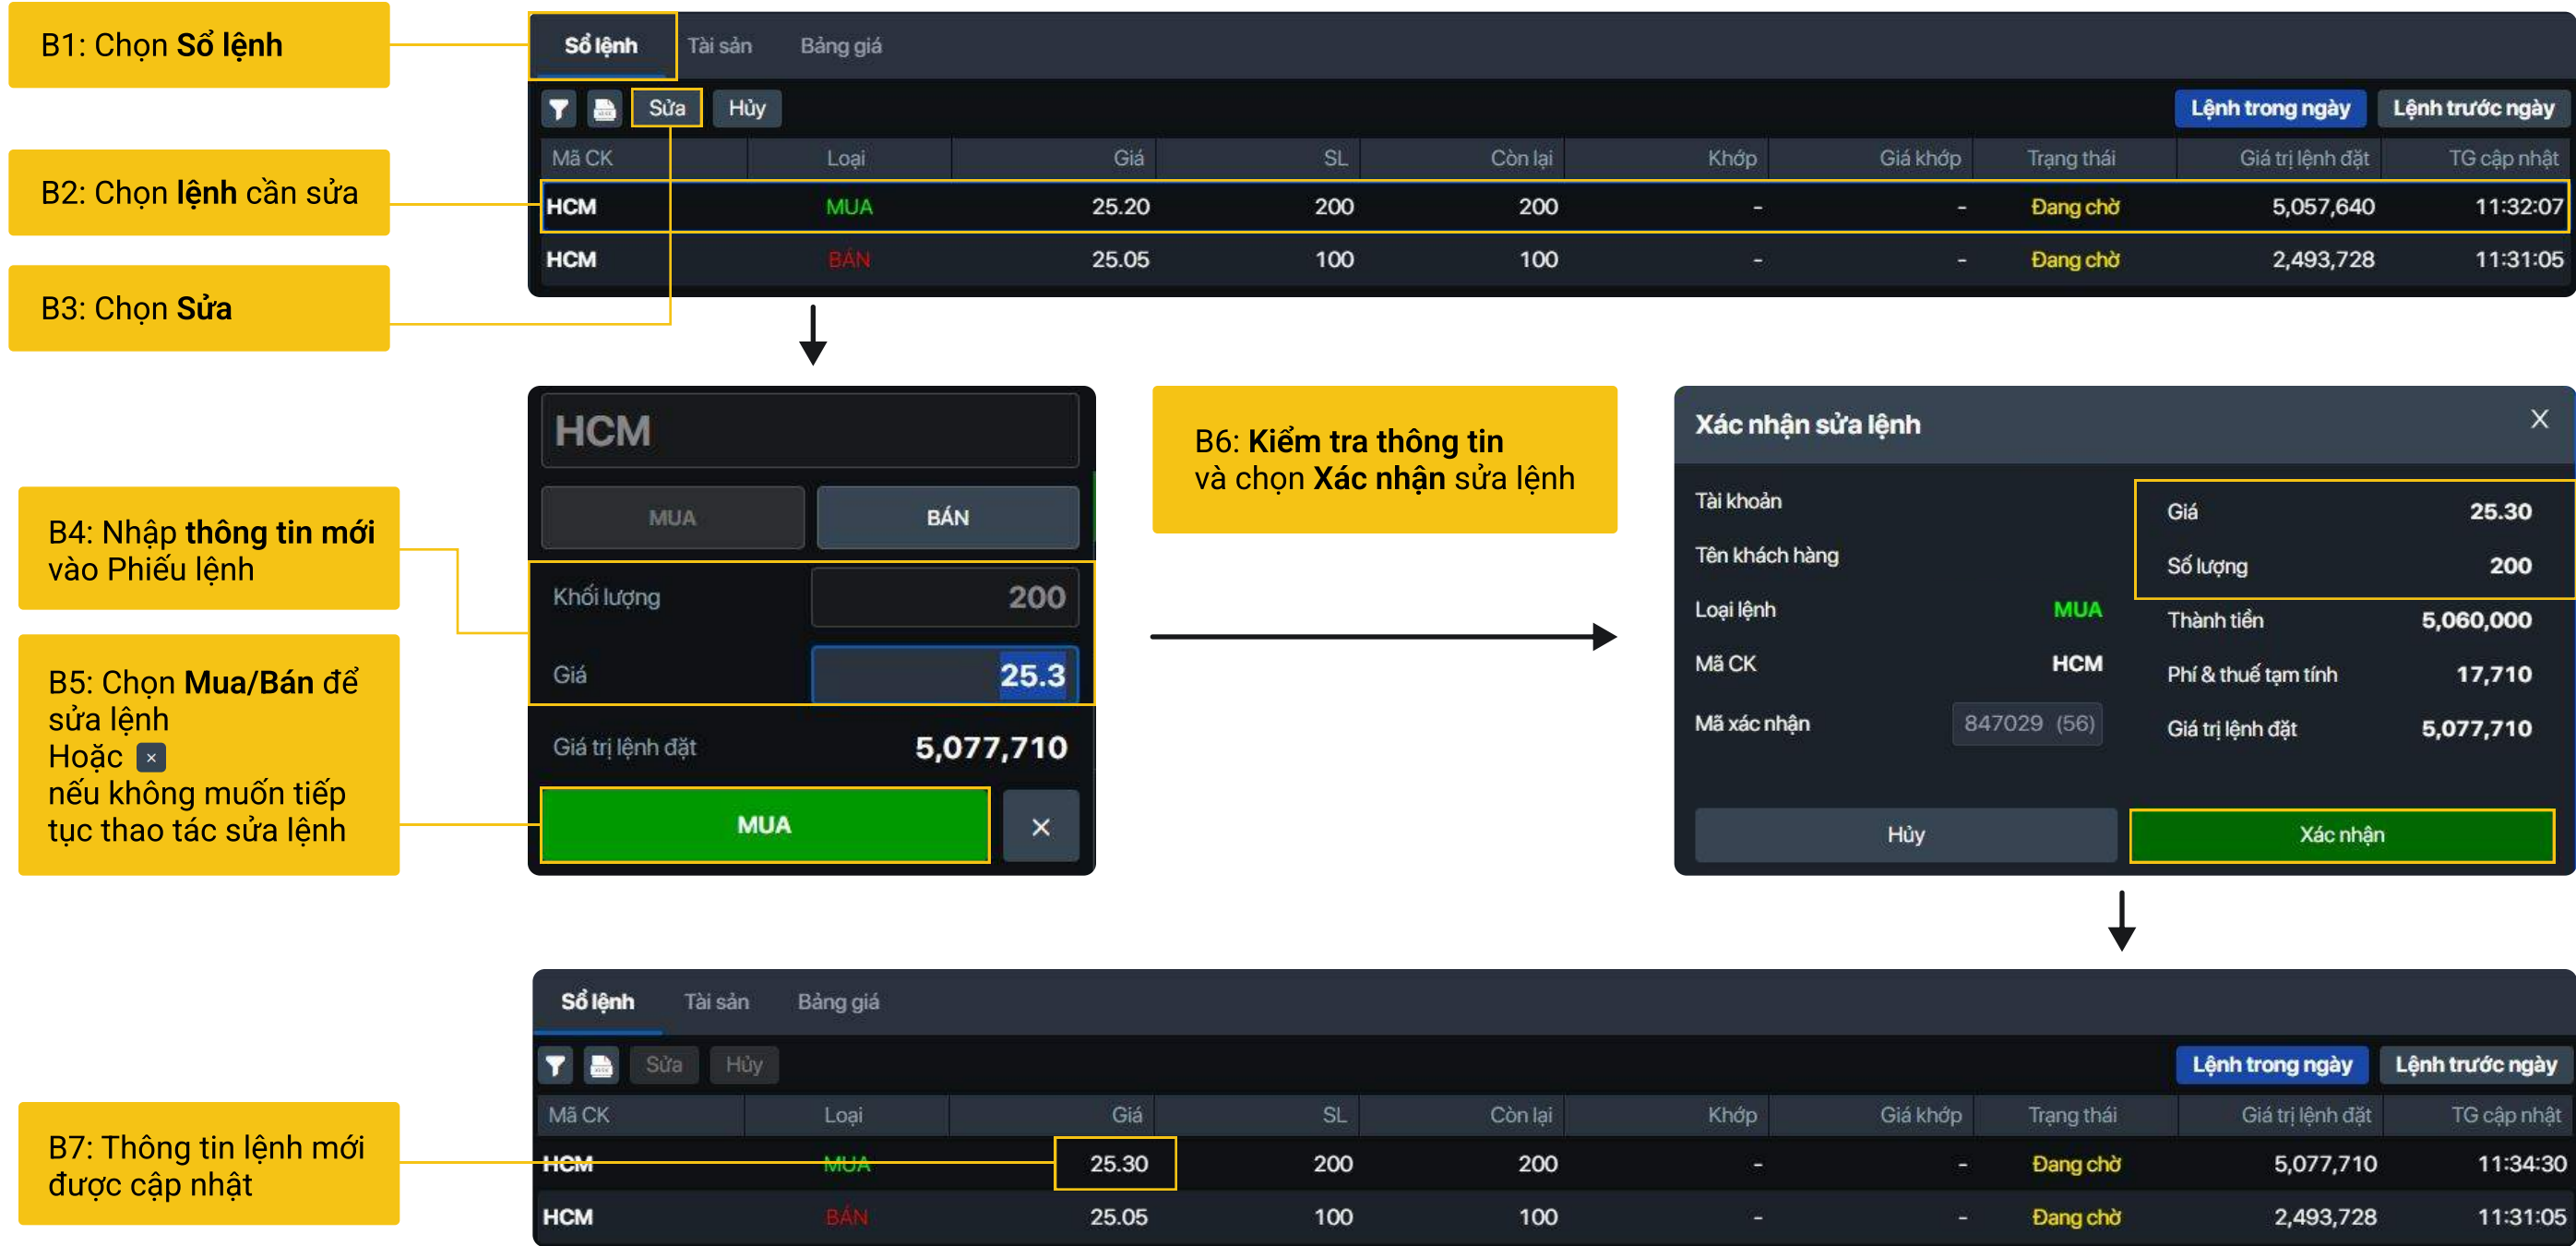 B1: Chọn Sổ lệnh
Sổ lệnh Tài sản Bảng giá
Sửa Hủy Lệnh trong ngày Lệnh trước ngày
B2: Chọn lệnh cần sửa
Mã CK Loại Giá SL Còn lại Khớp Giá khớp Trạng thái Giá trị lệnh đặt TG cập nhật
HCM MUA 25.20 200 200 - - Đang chờ 5,057,640 11:32:07
HCM BÁN 25.05 100 100 - - Đang chờ 2,493,728 11:31:05
B3: Chọn Sửa
B4: Nhập thông tin mới
vào Phiếu lệnh
B5: Chọn Mua/Bán để
sửa lệnh
Hoặc ×
nếu không muốn tiếp
tục thao tác sửa lệnh
HCM
MUA BÁN
Khối lượng 200
Giá 25.3
Giá trị lệnh đặt 5,077,710
MUA ×
B6: Kiểm tra thông tin
và chọn Xác nhận sửa lệnh
Xác nhận sửa lệnh X
Tài khoản
Tên khách hàng
Loại lệnh MUA
Mã CK HCM
Mã xác nhận 847029 (56)
Giá 25.30
Số lượng 200
Thành tiền 5,060,000
Phí & thuế tạm tính 17,710
Giá trị lệnh đặt 5,077,710
Hủy Xác nhận
Sổ lệnh Tài sản Bảng giá
Sửa Hủy Lệnh trong ngày Lệnh trước ngày
Mã CK Loại Giá SL Còn lại Khớp Giá khớp Trạng thái Giá trị lệnh đặt TG cập nhật
B7: Thông tin lệnh mới
được cập nhật
HCM MUA 25.30 200 200 - - Đang chờ 5,077,710 11:34:30
HCM BÁN 25.05 100 100 - - Đang chờ 2,493,728 11:31:05